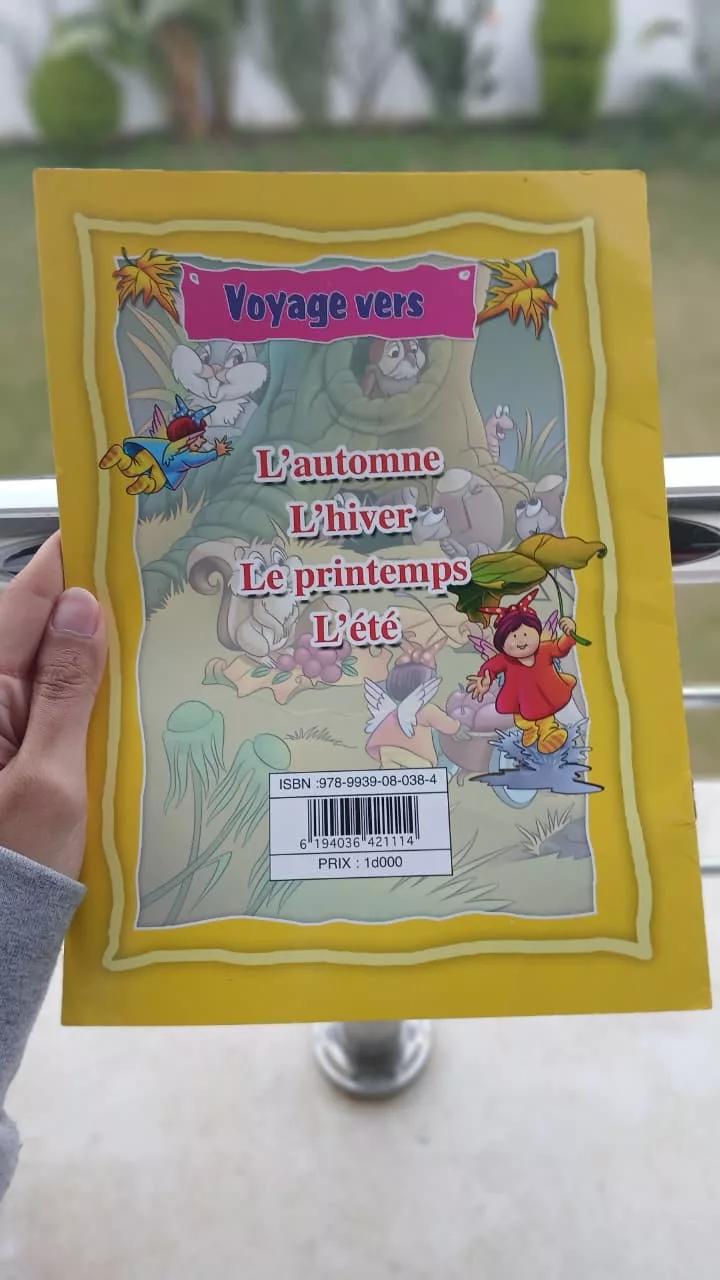 Voyage vers
L'automne
L'hiver
Le printemps
L'été
ISBN :978-9939-08-038-4
6 194036 421114
PRIX : 1d000